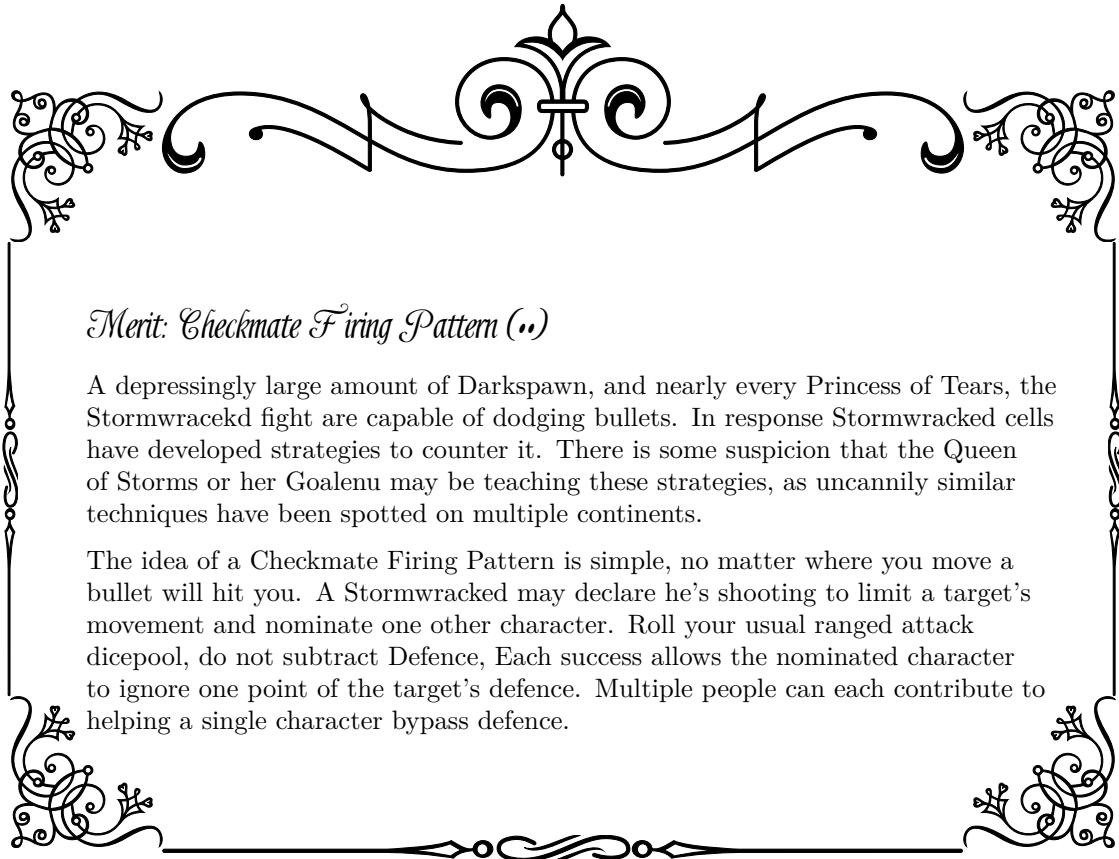 Merit: Checkmate Firing Pattern (••)
A depressingly large amount of Darkspawn, and nearly every Princess of Tears, the
Stormwracekd fight are capable of dodging bullets. In response Stormwracked cells
have developed strategies to counter it. There is some suspicion that the Queen
of Storms or her Goalenu may be teaching these strategies, as uncannily similar
techniques have been spotted on multiple continents.
The idea of a Checkmate Firing Pattern is simple, no matter where you move a
bullet will hit you. A Stormwracked may declare he's shooting to limit a target's
movement and nominate one other character. Roll your usual ranged attack
dicepool, do not subtract Defence, Each success allows the nominated character
to ignore one point of the target's defence. Multiple people can each contribute to
helping a single character bypass defence.